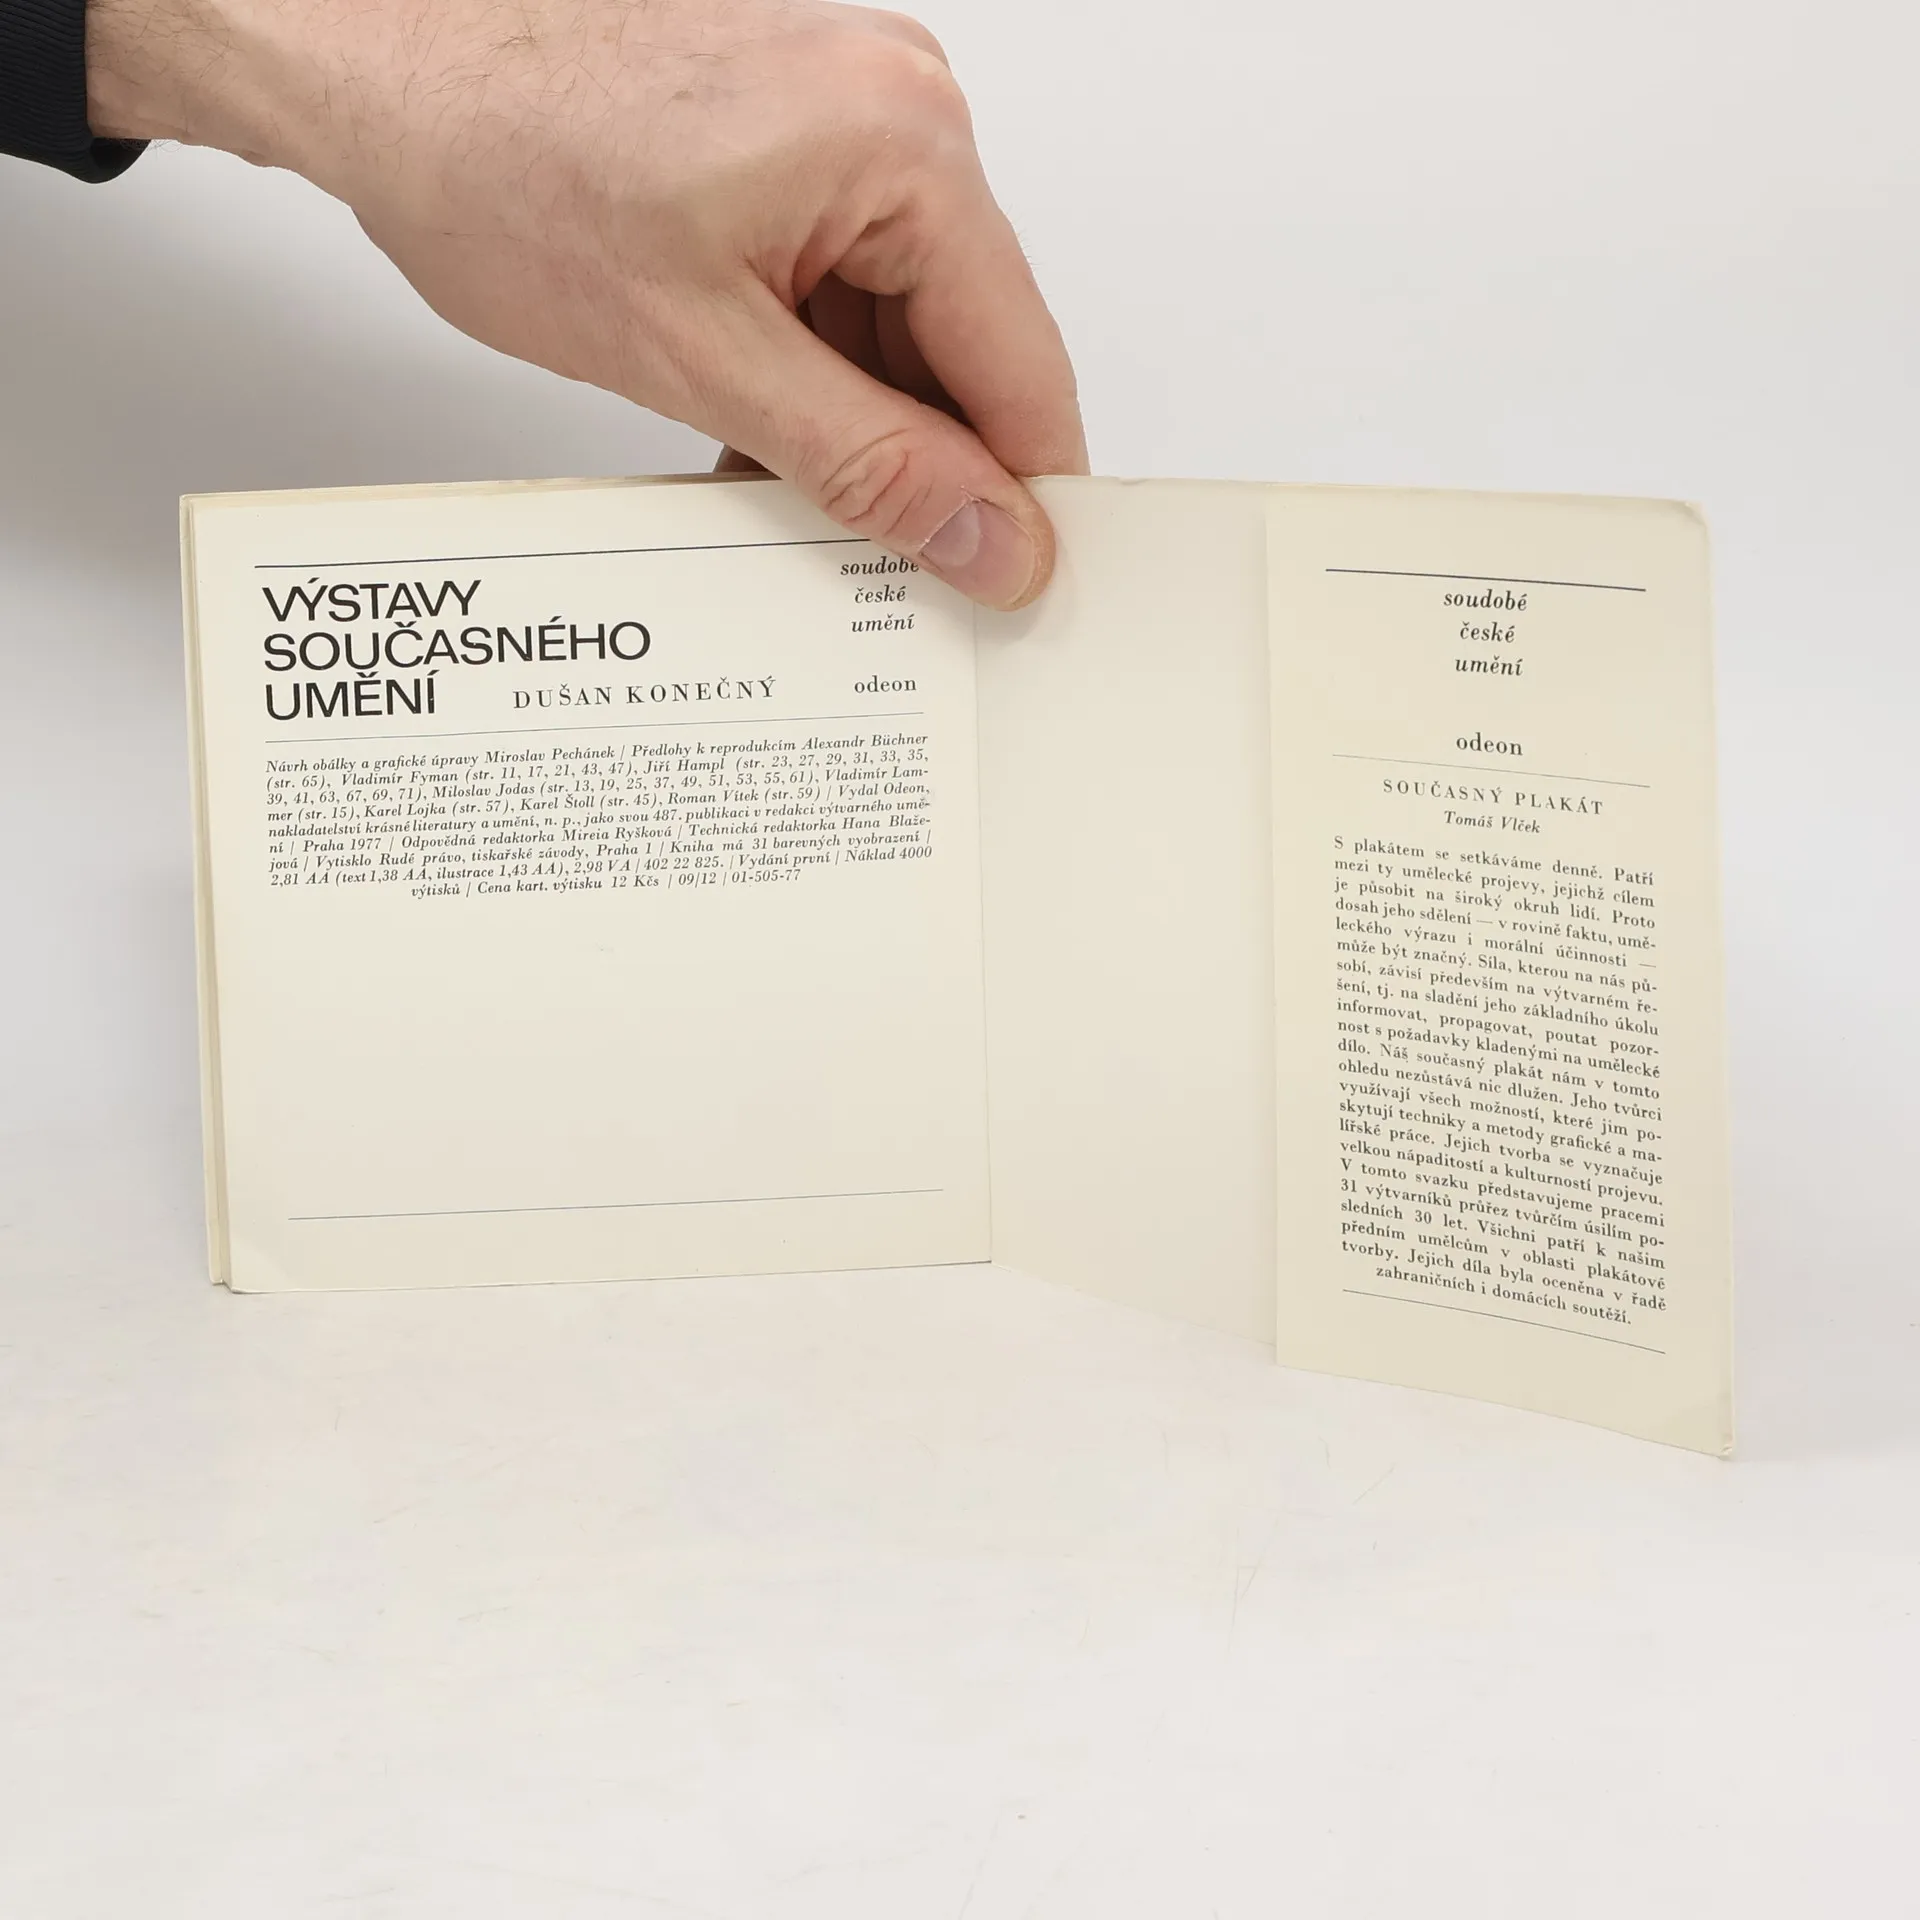 VÝSTAVY
SOUČASNÉHO
UMĚNÍ
DUŠAN KONEČNÝ
soudobé
české
umění
odeon
Návrh obálky a grafické úpravy Miroslav Pechánek | Předlohy k reprodukcím Alexandr Büchner
(str. 65), Vladimír Fyman (str. 11, 17, 21, 43, 47), Jiří Hampl (str. 23, 27, 29, 31, 33, 35,
39, 41, 63, 67, 69, 71), Miloslav Jodas (str. 13, 19, 25, 37, 49, 51, 53, 55, 61), Vladimír Lam-
mer (str. 15), Karel Lojka (str. 57), Karel Štoll (str. 45), Roman Vítek (str. 59) | Vydal Odeon,
nakladatelství krásné literatury a umění, n. p., jako svou 487. publikaci v redakci výtvarného umě-
ní | Praha 1977 | Odpovědná redaktorka Mireia Ryšková | Technická redaktorka Hana Blaže-
jová | Vytisklo Rudé právo, tiskařské závody, Praha 1 | Kniha má 31 barevných vyobrazení |
2,81 AA (text 1,38 AA, ilustrace 1,43 AA), 2,98 VA | 402 22 825. | Vydání první | Náklad 4000
výtisků | Cena kart. výtisku 12 Kčs | 09/12 | 01-505-77
soudobé
české
umění
odeon
SOUČASNÝ PLAKÁT
Tomáš Vlček
S plakátem se setkáváme denně. Patří
mezi ty umělecké projevy, jejichž cílem
je působit na široký okruh lidí. Proto
dosah jeho sdělení — v rovině faktu, umě-
leckého výrazu i morální účinnosti —
může být značný. Síla, kterou na nás pů-
sobí, závisí především na výtvarném ře-
šení, tj. na sladění jeho základního úkolu
informovat, propagovat, poutat pozor-
nost s požadavky kladenými na umělecké
dílo. Náš současný plakát nám v tomto
ohledu nezůstává nic dlužen. Jeho tvůrci
využívají všech možností, které jim po-
skytují techniky a metody grafické a ma-
lířské práce. Jejich tvorba se vyznačuje
velkou nápaditostí a kulturností projevu.
V tomto svazku představujeme pracemi
31 výtvarníků průřez tvůrčím úsilím po-
sledních 30 let. Všichni patří k našim
předním umělcům v oblasti plakátové
tvorby. Jejich díla byla oceněna v řadě
zahraničních i domácích soutěží.